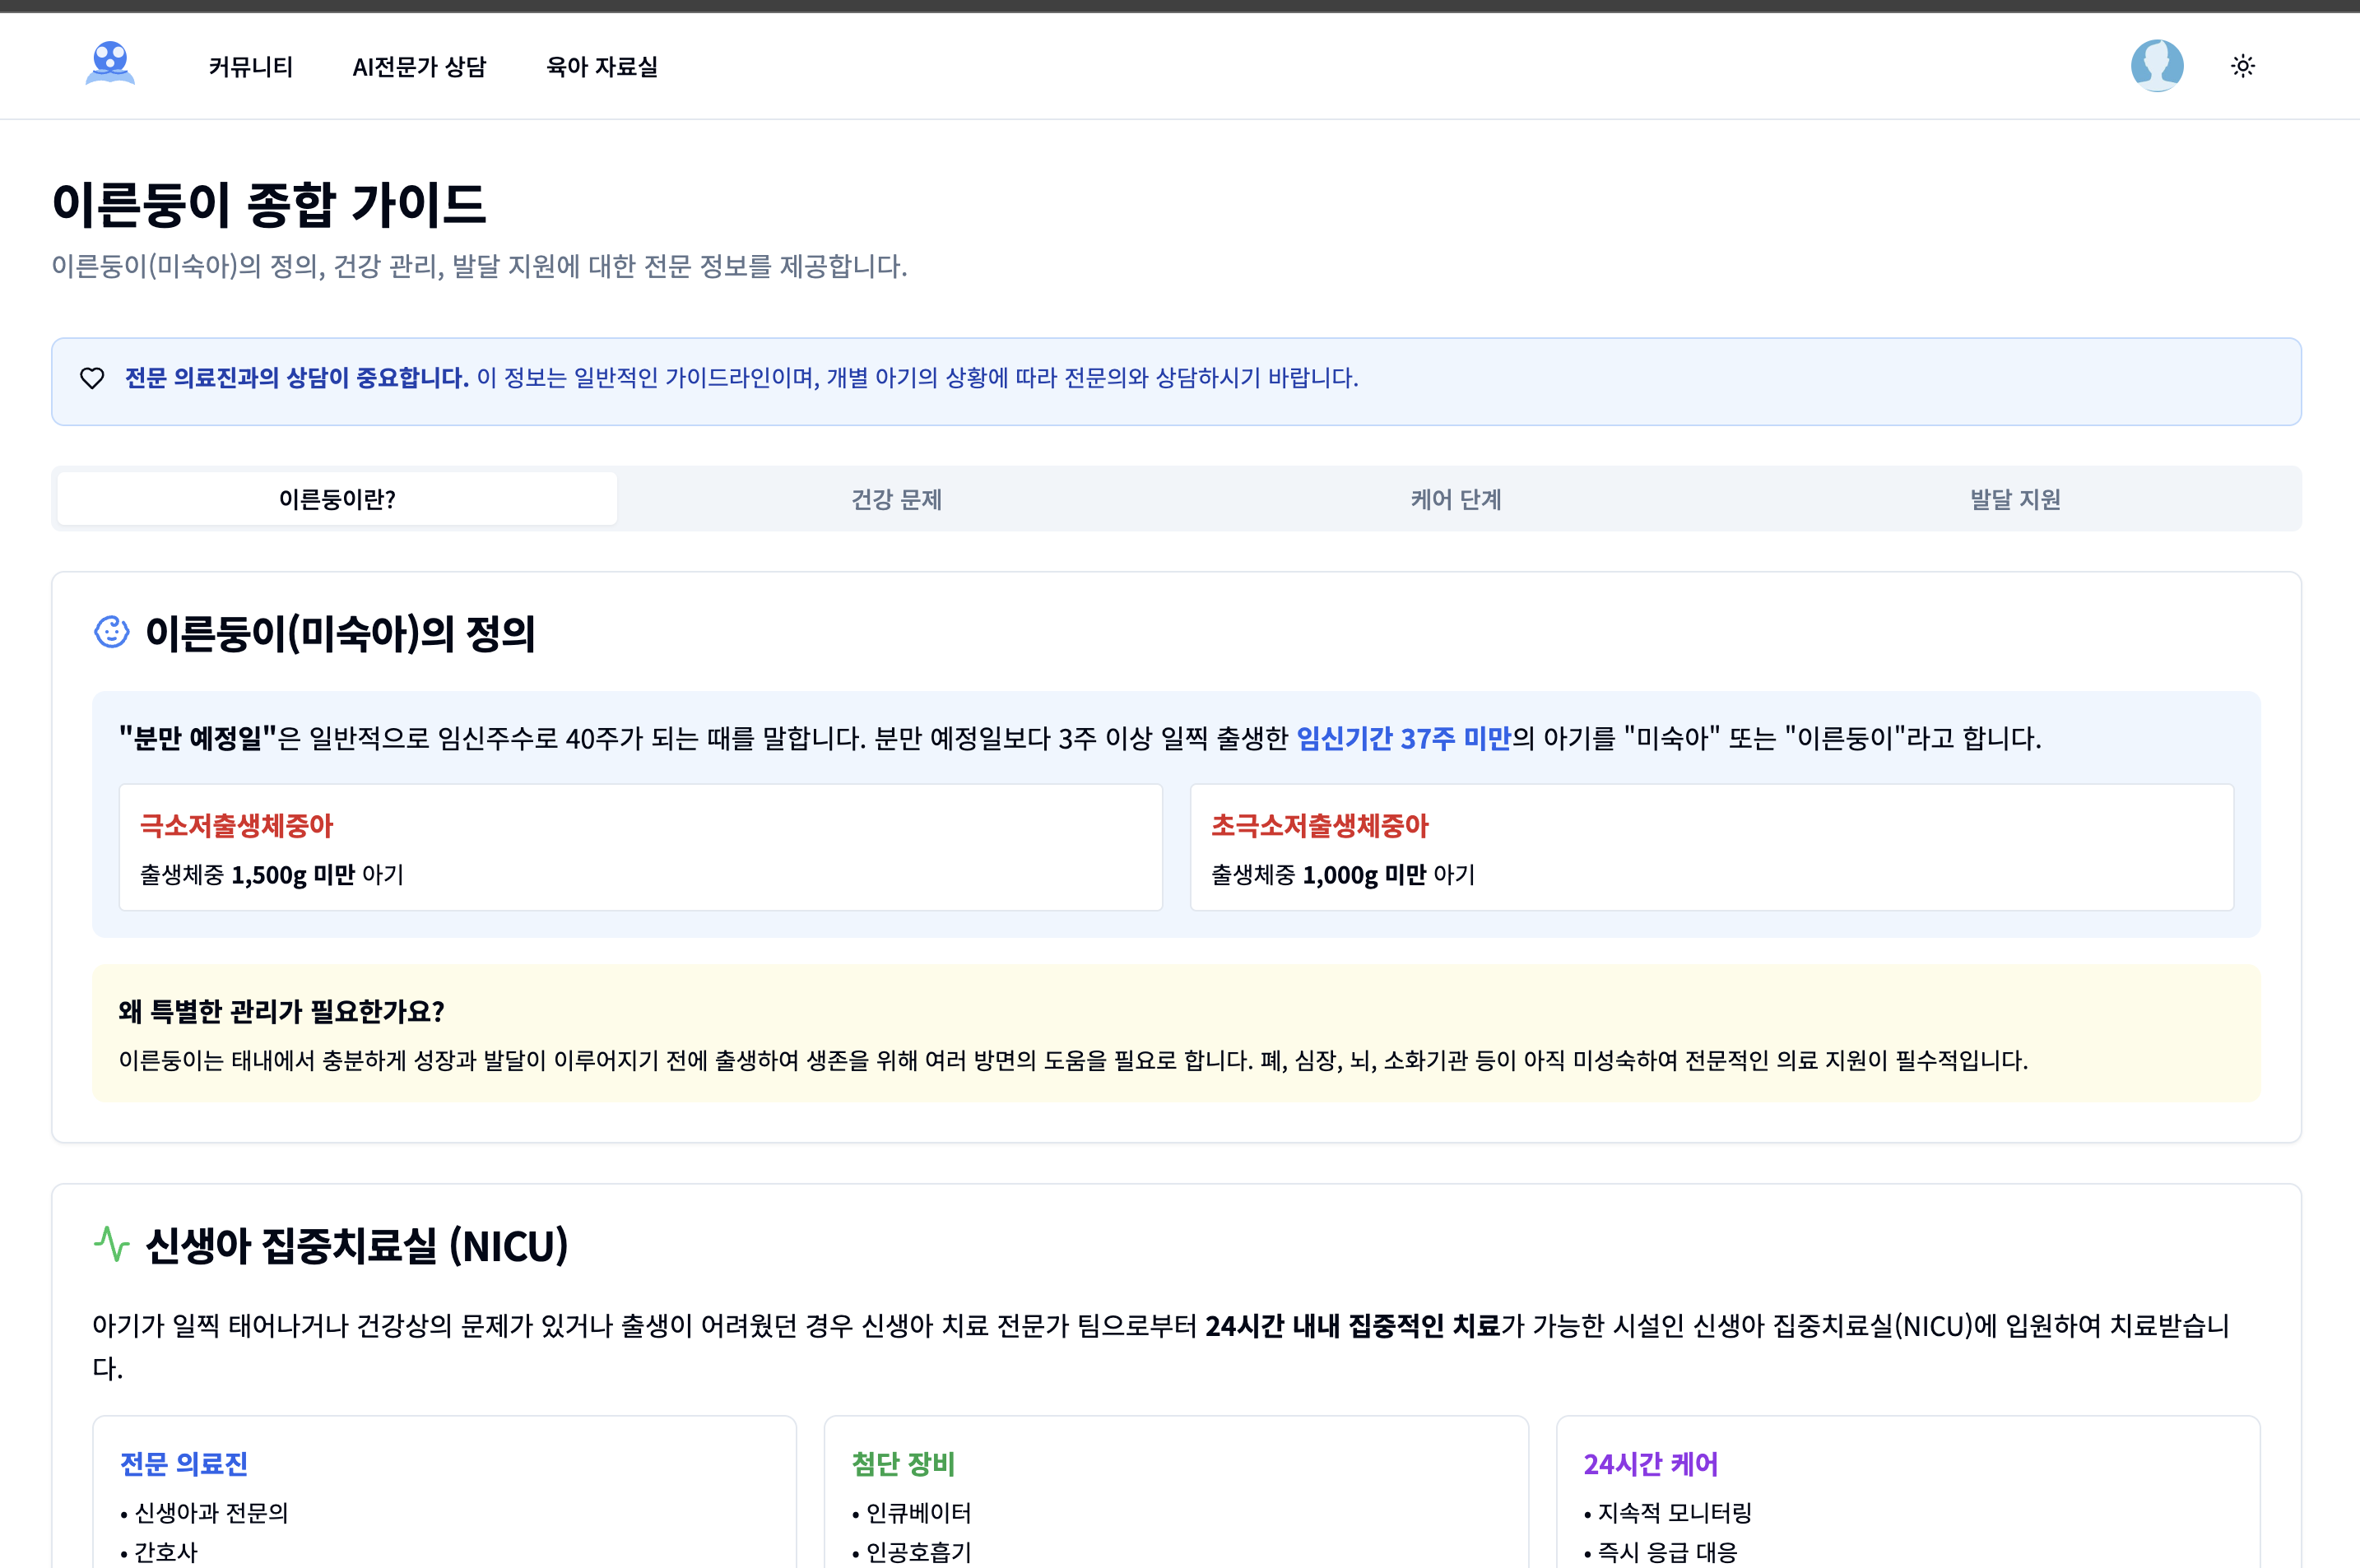 커뮤니티 AI전문가 상담 육아 자료실
이른둥이 종합 가이드
이른둥이(미숙아)의 정의, 건강 관리, 발달 지원에 대한 전문 정보를 제공합니다.
전문 의료진과의 상담이 중요합니다. 이 정보는 일반적인 가이드라인이며, 개별 아기의 상황에 따라 전문의와 상담하시기 바랍니다.
이른둥이란? 건강 문제 케어 단계 발달 지원
이른둥이(미숙아)의 정의
"분만 예정일"은 일반적으로 임신주수로 40주가 되는 때를 말합니다. 분만 예정일보다 3주 이상 일찍 출생한 임신기간 37주 미만의 아기를 "미숙아" 또는 "이른둥이"라고 합니다.
극소저출생체중아
출생체중 1,500g 미만 아기
초극소저출생체중아
출생체중 1,000g 미만 아기
왜 특별한 관리가 필요한가요?
이른둥이는 태내에서 충분하게 성장과 발달이 이루어지기 전에 출생하여 생존을 위해 여러 방면의 도움을 필요로 합니다. 폐, 심장, 뇌, 소화기관 등이 아직 미성숙하여 전문적인 의료 지원이 필수적입니다.
신생아 집중치료실 (NICU)
아기가 일찍 태어나거나 건강상의 문제가 있거나 출생이 어려웠던 경우 신생아 치료 전문가 팀으로부터 24시간 내내 집중적인 치료가 가능한 시설인 신생아 집중치료실(NICU)에 입원하여 치료받습니
다.
전문 의료진
• 신생아과 전문의
• 간호사
첨단 장비
• 인큐베이터
• 인공호흡기
24시간 케어
• 지속적 모니터링
• 즉시 응급 대응